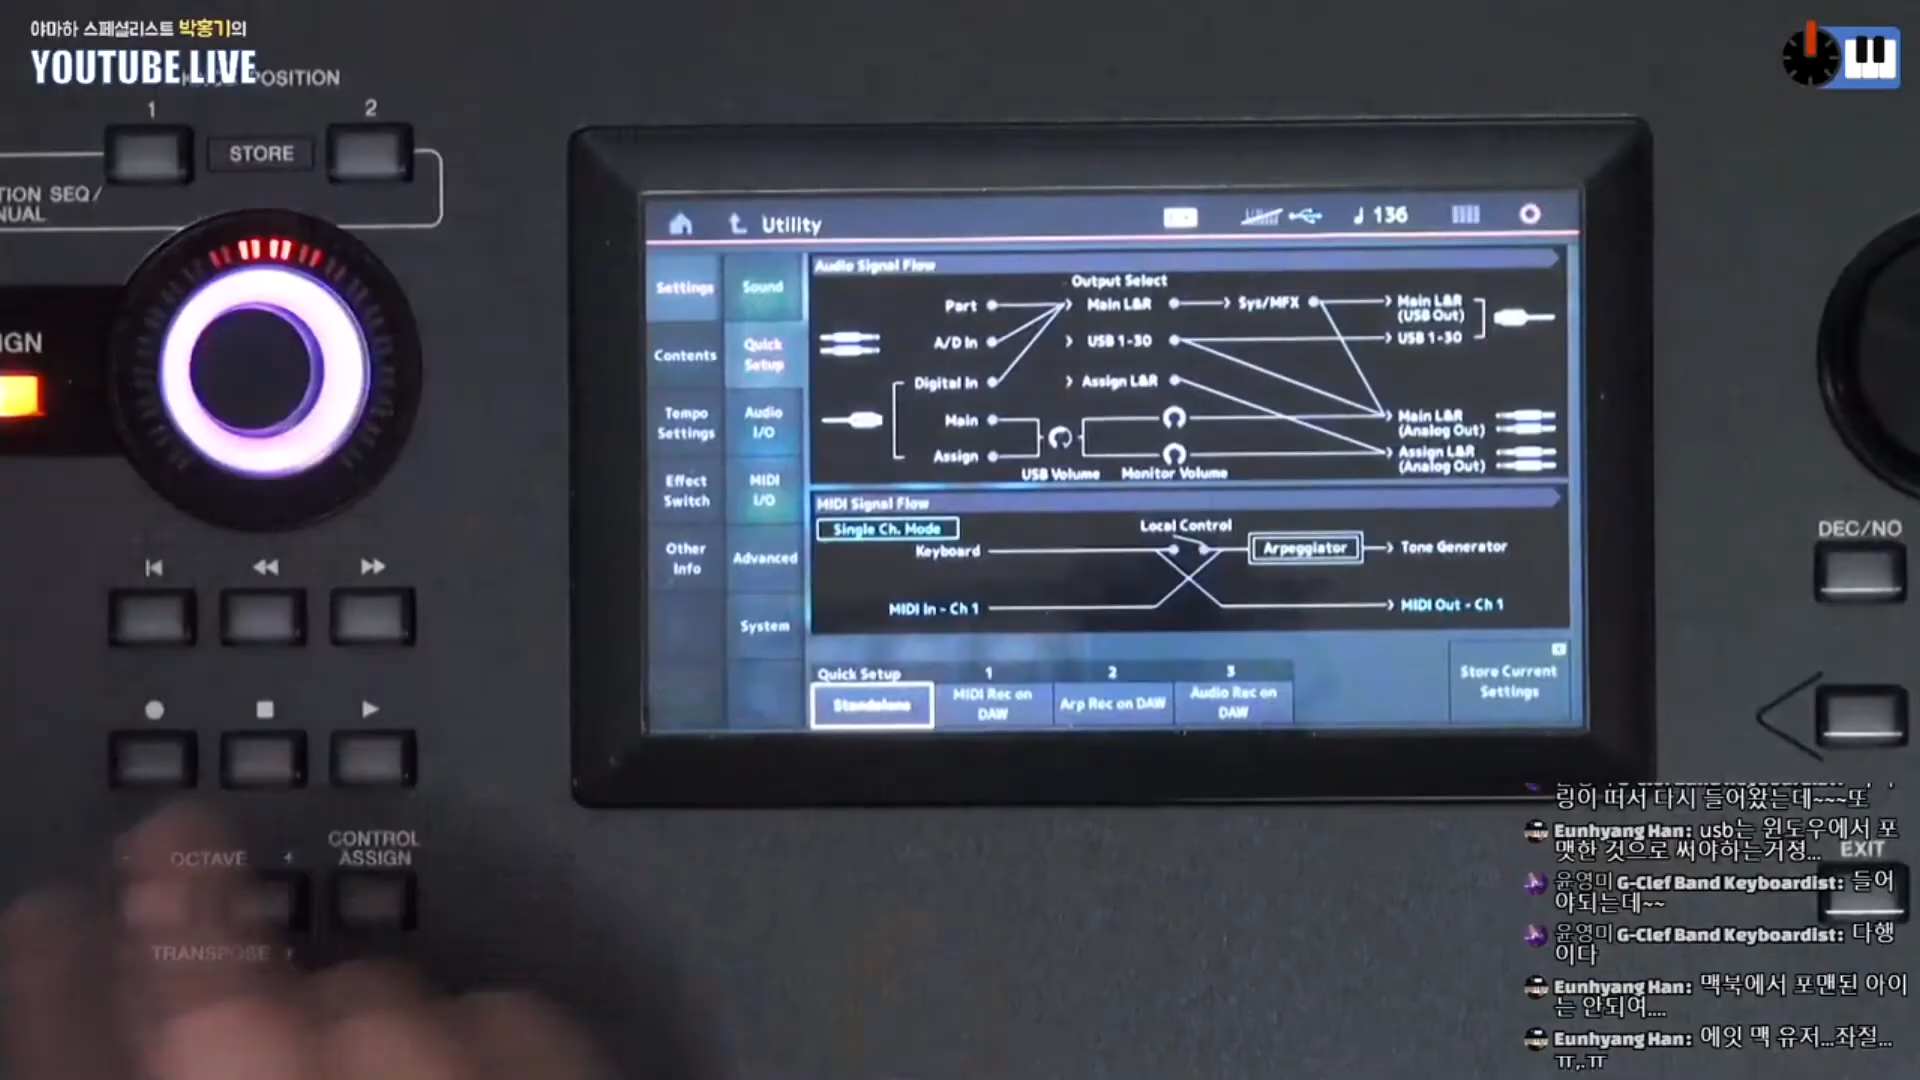 야마하 스페셜리스트 박홍기의
YOUTUBE.LIVE
POSITION
1
2
STORE
TION SEQ/
NUAL
IGN
OCTAVE
CONTROL
ASSIGN
TRANSPOSE
Utility
136
Settings
Contents
Tempo
Settings
Effect
Switch
Other
Info
Sound
Quick
Setup
Audio
I/O
MIDI
I/O
Advanced
System
Audio Signal Flow
Output Select
Part
Main L&R
Sys/MFX
Main L&R
(USB Out)
A/D In
USB 1-30
USB 1-30
Digital In
Assign L&R
Main
Main L&R
(Analog Out)
Assign
Assign L&R
(Analog Out)
USB Volume
Monitor Volume
MIDI Signal Flow
Single Ch. Mode
Local Control
Keyboard
Arpeggiator
Tone Generator
MIDI In - Ch 1
MIDI Out - Ch 1
Quick Setup
1
2
3
Standalone
MIDI Rec on
DAW
Arp Rec on DAW
Audio Rec on
DAW
Store Current
Settings
DEC/NO
EXIT
링이 떠서 다시 들어왔는데~~~또
Eunhyang Han: usb는 윈도우에서 포
맷한 것으로 써야하는거졍...
윤영미 G-Clef Band Keyboardist: 들어
야되는데~~
윤영미 G-Clef Band Keyboardist: 다행
이다
Eunhyang Han: 맥북에서 포맨된 아이
는 안되여....
Eunhyang Han: 에잇 맥 유저...좌절...
ㅠ,.ㅠ